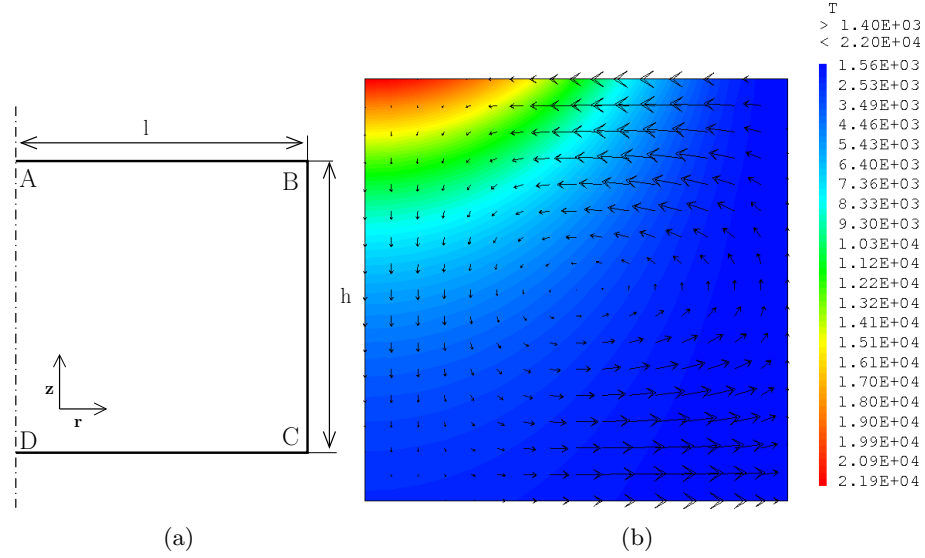 l
A
B
h
z
r
D
C
(a)
T
> 1.40E+03
< 2.20E+04
1.56E+03
2.53E+03
3.49E+03
4.46E+03
5.43E+03
6.40E+03
7.36E+03
8.33E+03
9.30E+03
1.03E+04
1.12E+04
1.22E+04
1.32E+04
1.41E+04
1.51E+04
1.61E+04
1.70E+04
1.80E+04
1.90E+04
1.99E+04
2.09E+04
2.19E+04
(b)